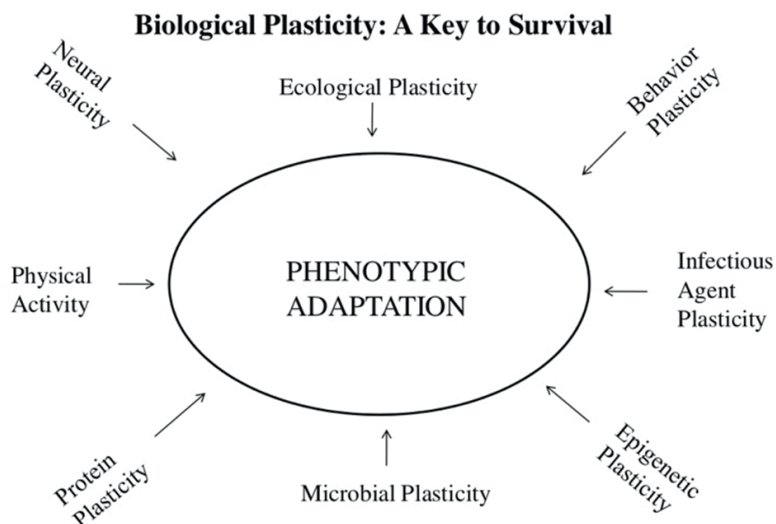 Biological Plasticity: A Key to Survival
Neural
Plasticity
Ecological Plasticity
Behavior
Plasticity
Physical
Activity
PHENOTYPIC
ADAPTATION
Infectious
Agent
Plasticity
Protein
Plasticity
Microbial Plasticity
Epigenetic
Plasticity